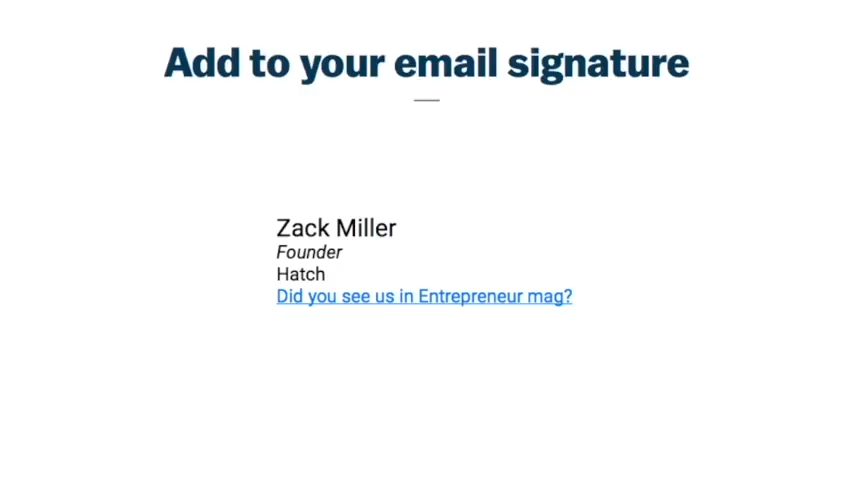 Add to your email signature
Zack Miller
Founder
Hatch
Did you see us in Entrepreneur mag?